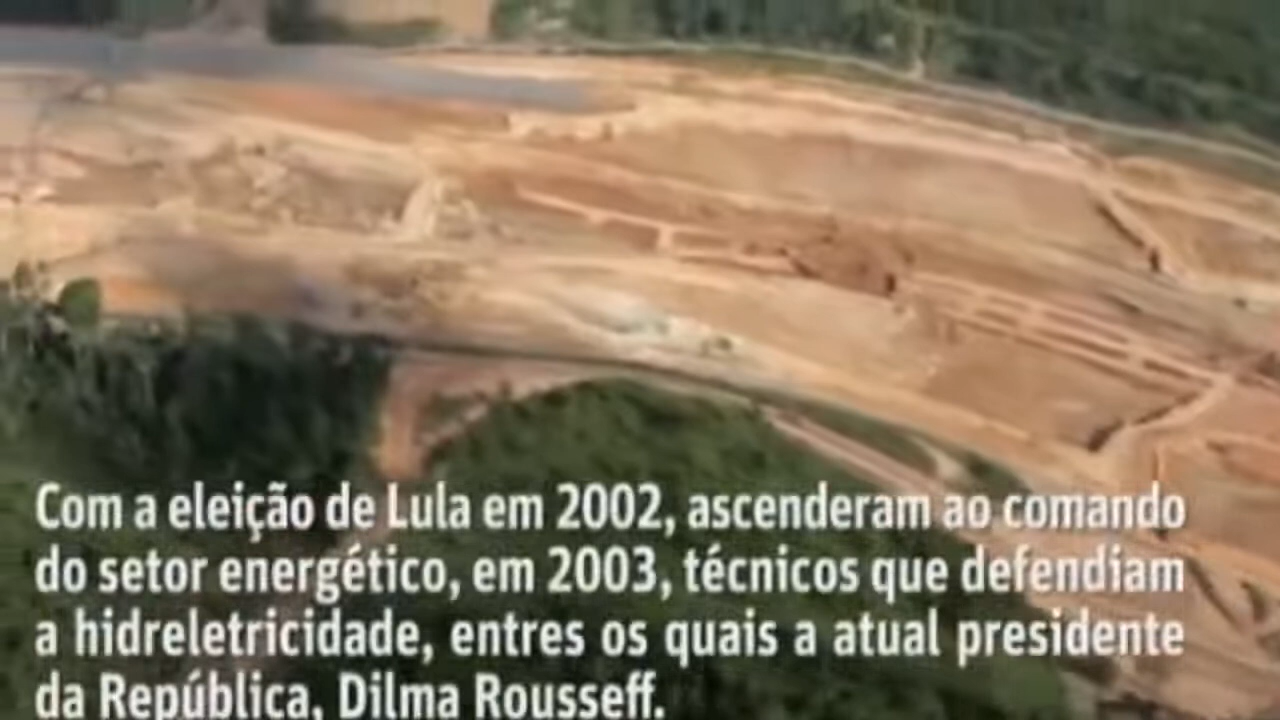 Com a eleição de Lula em 2002, ascenderam ao comando
do setor energético, em 2003, técnicos que defendiam
a hidreletricidade, entres os quais a atual presidente
da República, Dilma Rousseff.